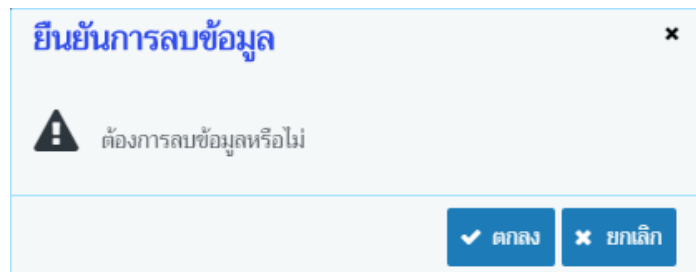 ยืนยันการลบข้อมูล
ต้องการลบข้อมูลหรือไม่
ตกลง
ยกเลิก